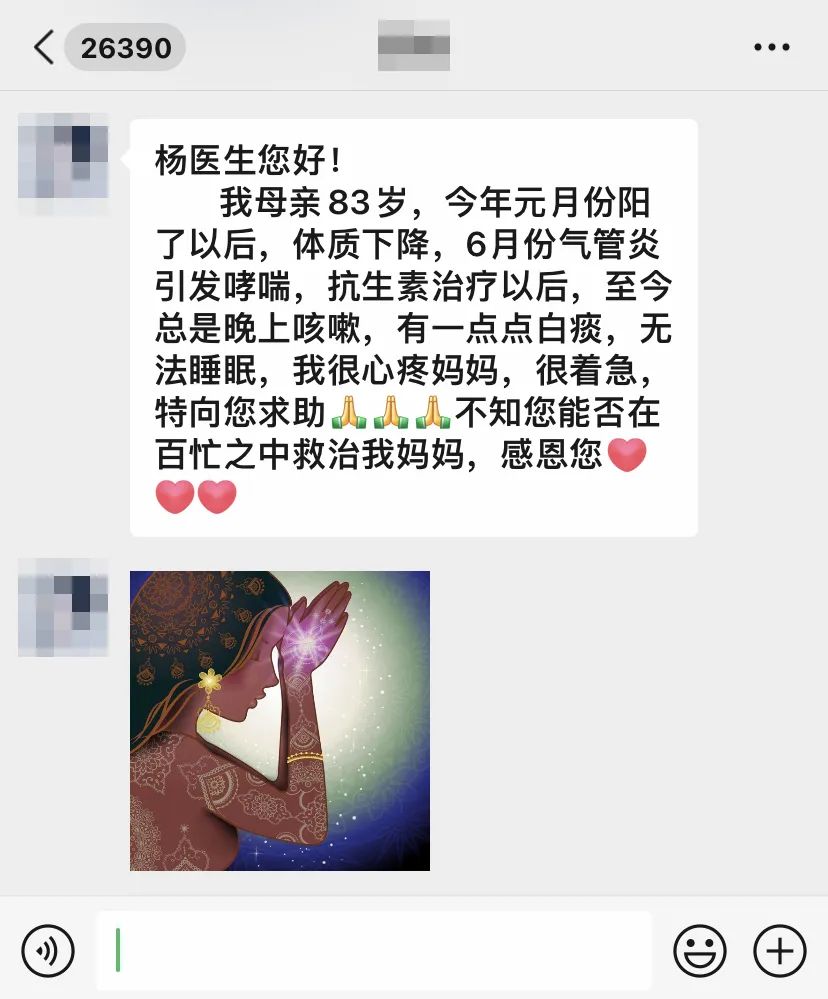 26390
杨医生您好！
我母亲83岁，今年元月份阳
了以后，体质下降，6月份气管炎
引发哮喘，抗生素治疗以后，至今
总是晚上咳嗽，有一点点白痰，无
法睡眠，我很心疼妈妈，很着急，
特向您求助🙏🙏🙏不知您能否在
百忙之中救治我妈妈，感恩您❤️
❤️❤️